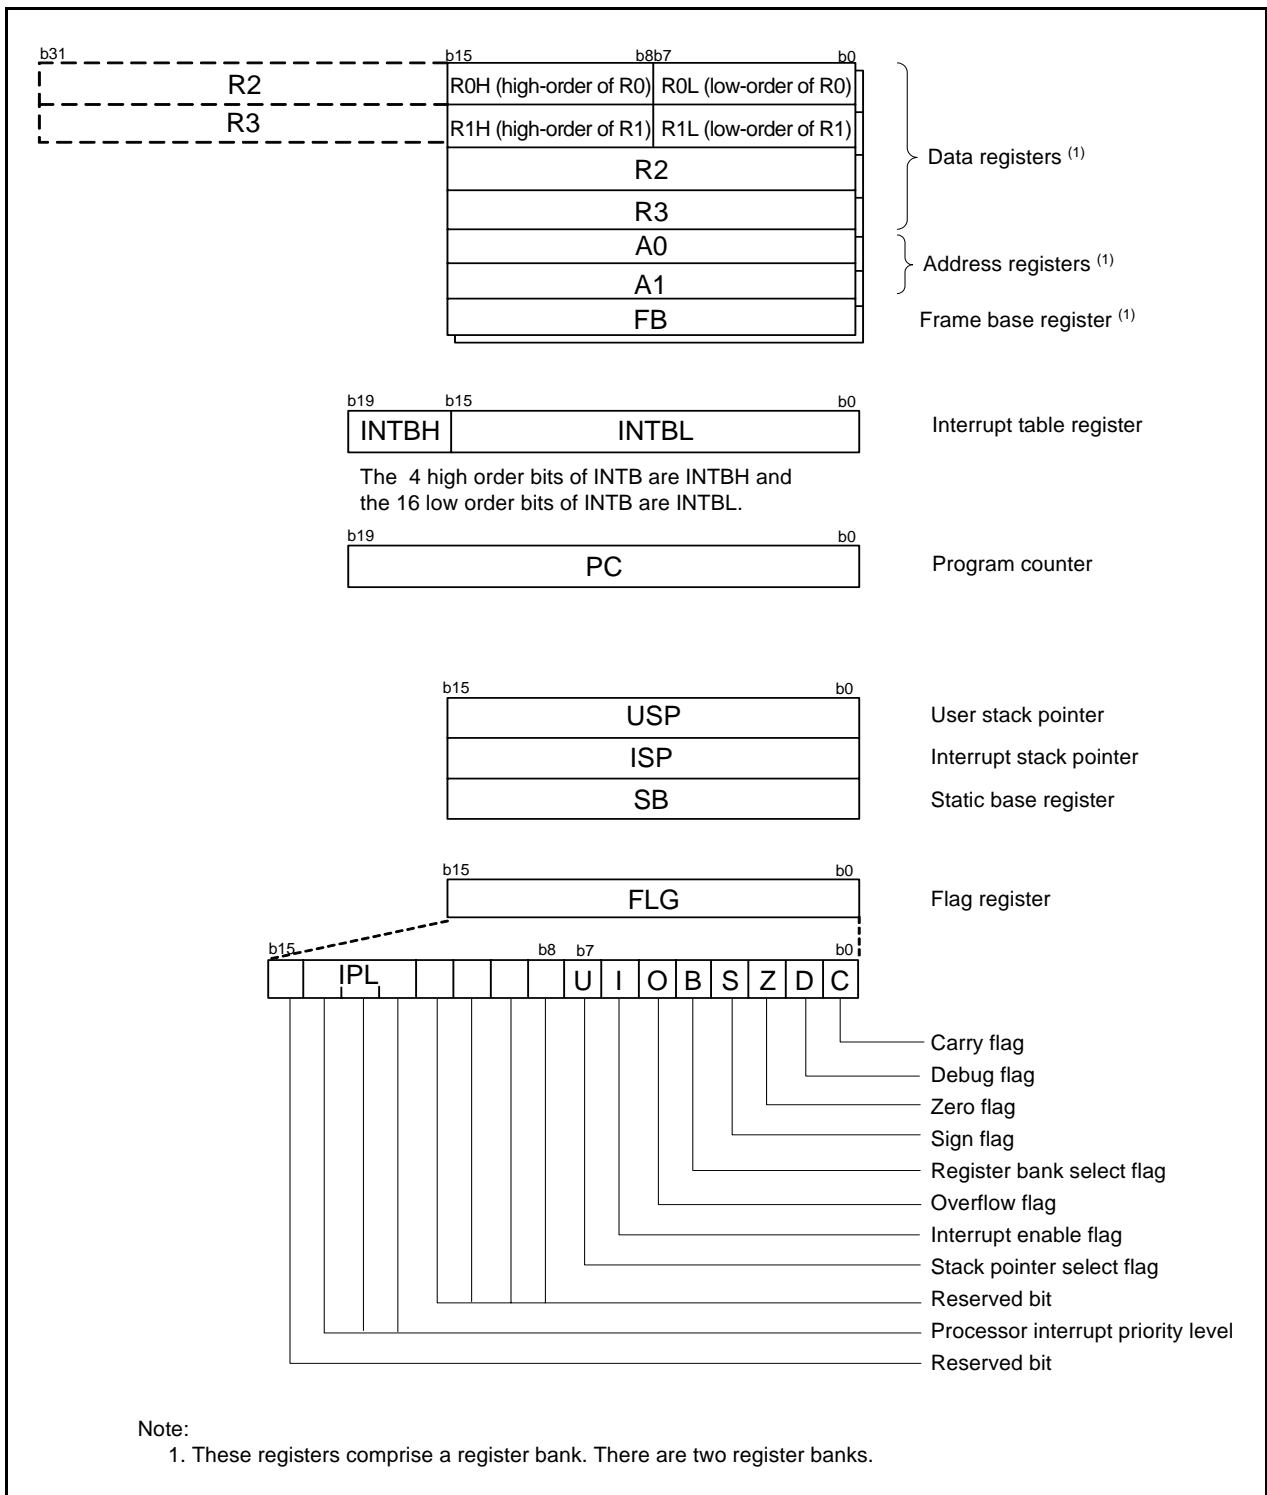 b31 b15 b8b7 b0
R2 R0H (high-order of R0) R0L (low-order of R0)
R3 R1H (high-order of R1) R1L (low-order of R1)
R2
Data registers (1)
R3
A0
Address registers (1)
A1
FB Frame base register (1)
b19 b15 b0
INTBH INTBL Interrupt table register
The 4 high order bits of INTB are INTBH and
the 16 low order bits of INTB are INTBL.
b19 b0
PC Program counter
b15 b0
USP User stack pointer
ISP Interrupt stack pointer
SB Static base register
b15 b0
FLG Flag register
b15 b8 b7 b0
IPL U I O B S Z D C
Carry flag
Debug flag
Zero flag
Sign flag
Register bank select flag
Overflow flag
Interrupt enable flag
Stack pointer select flag
Reserved bit
Processor interrupt priority level
Reserved bit
Note:
1. These registers comprise a register bank. There are two register banks.